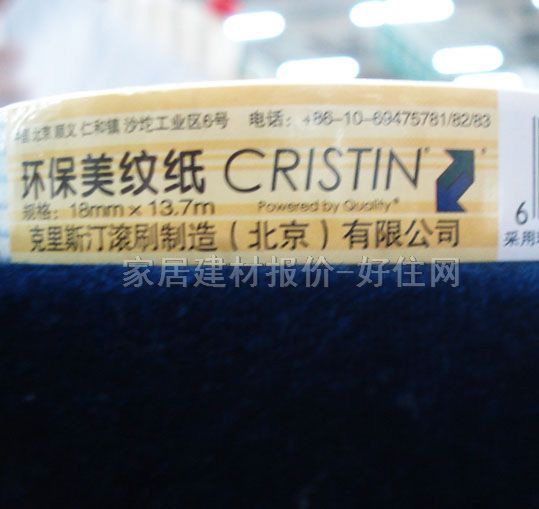 中国 北京 顺义 仁和镇 沙坨工业区6号 电话：+86-10-69475781/82/83
环保美纹纸 CRISTIN®
规格：18mm×13.7m Powered by Quality®
克里斯汀滚刷制造（北京）有限公司
6
采用
家居建材报价-好住网